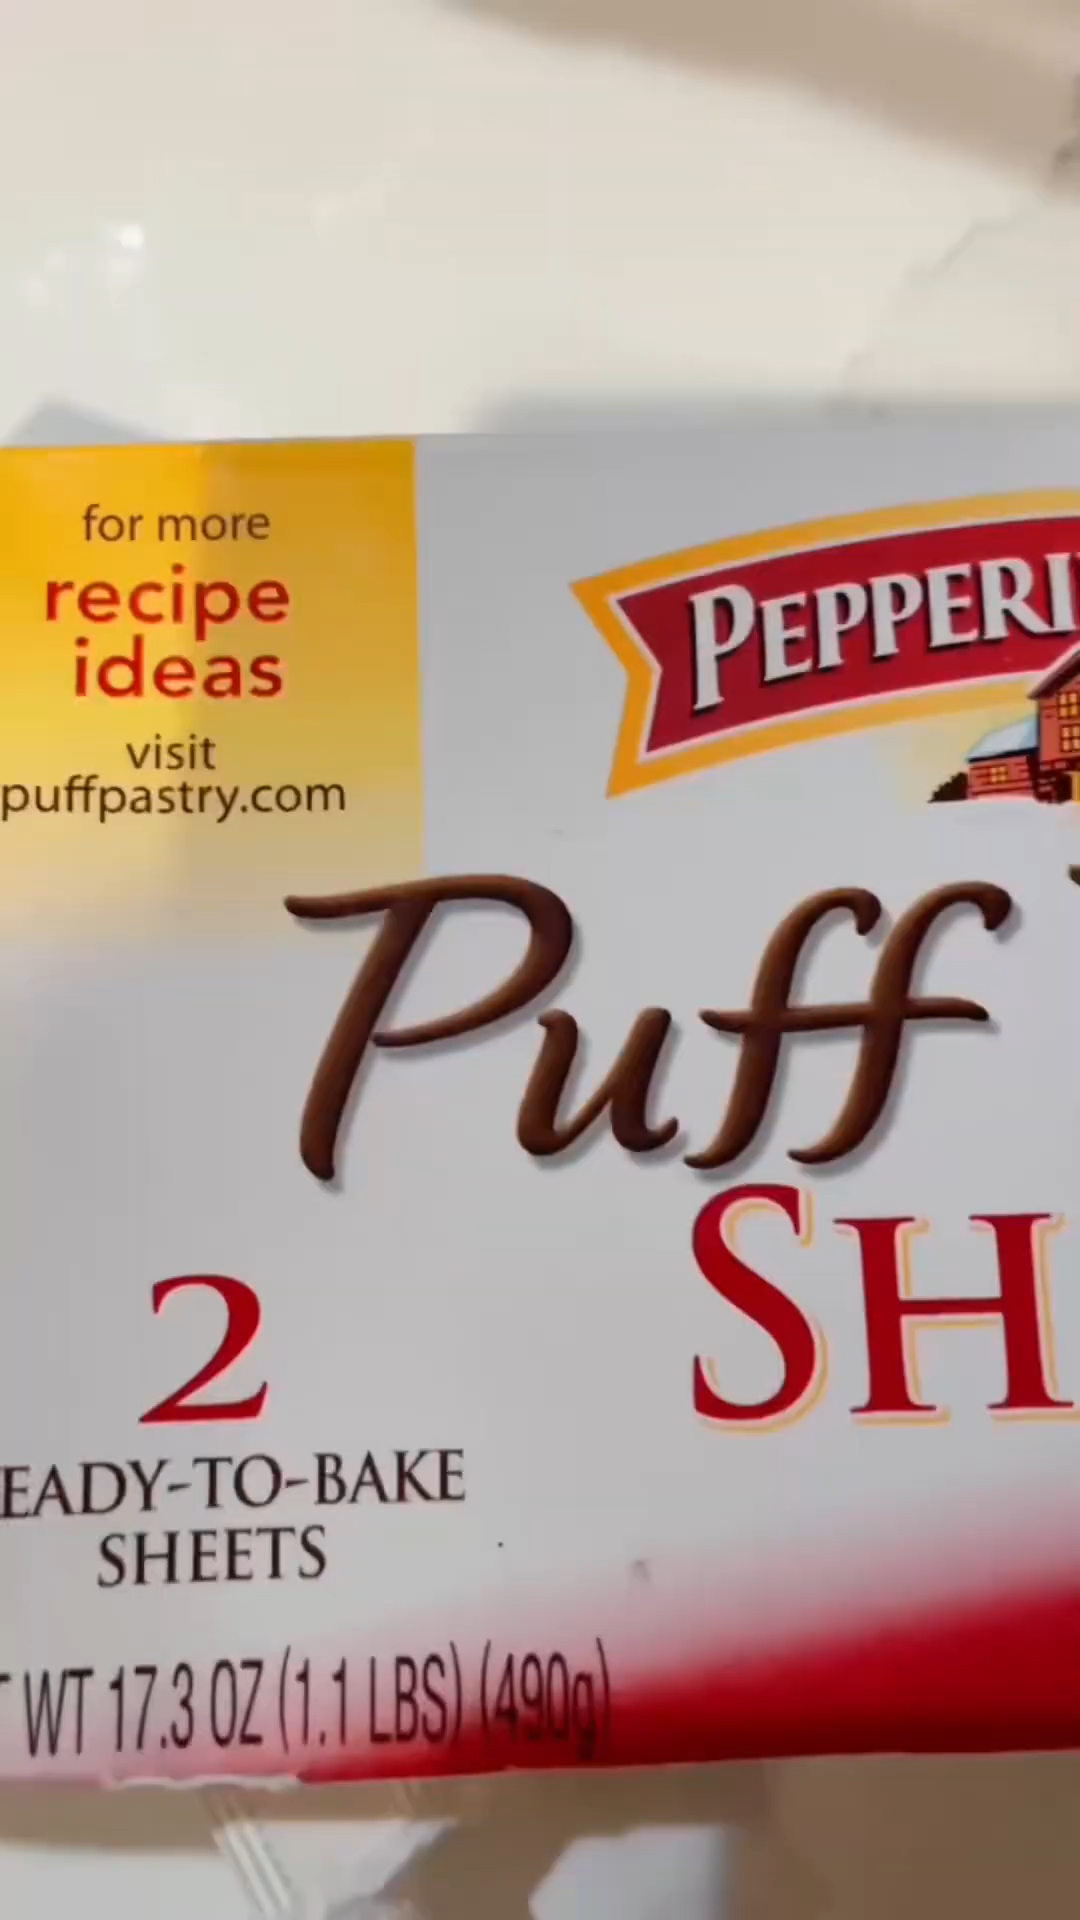 for more
recipe
ideas
visit
puffpastry.com
PEPPERI
Puff
SH
2
EADY-TO-BAKE
SHEETS
T WT 17.3 OZ (1.1 LBS) (490g)